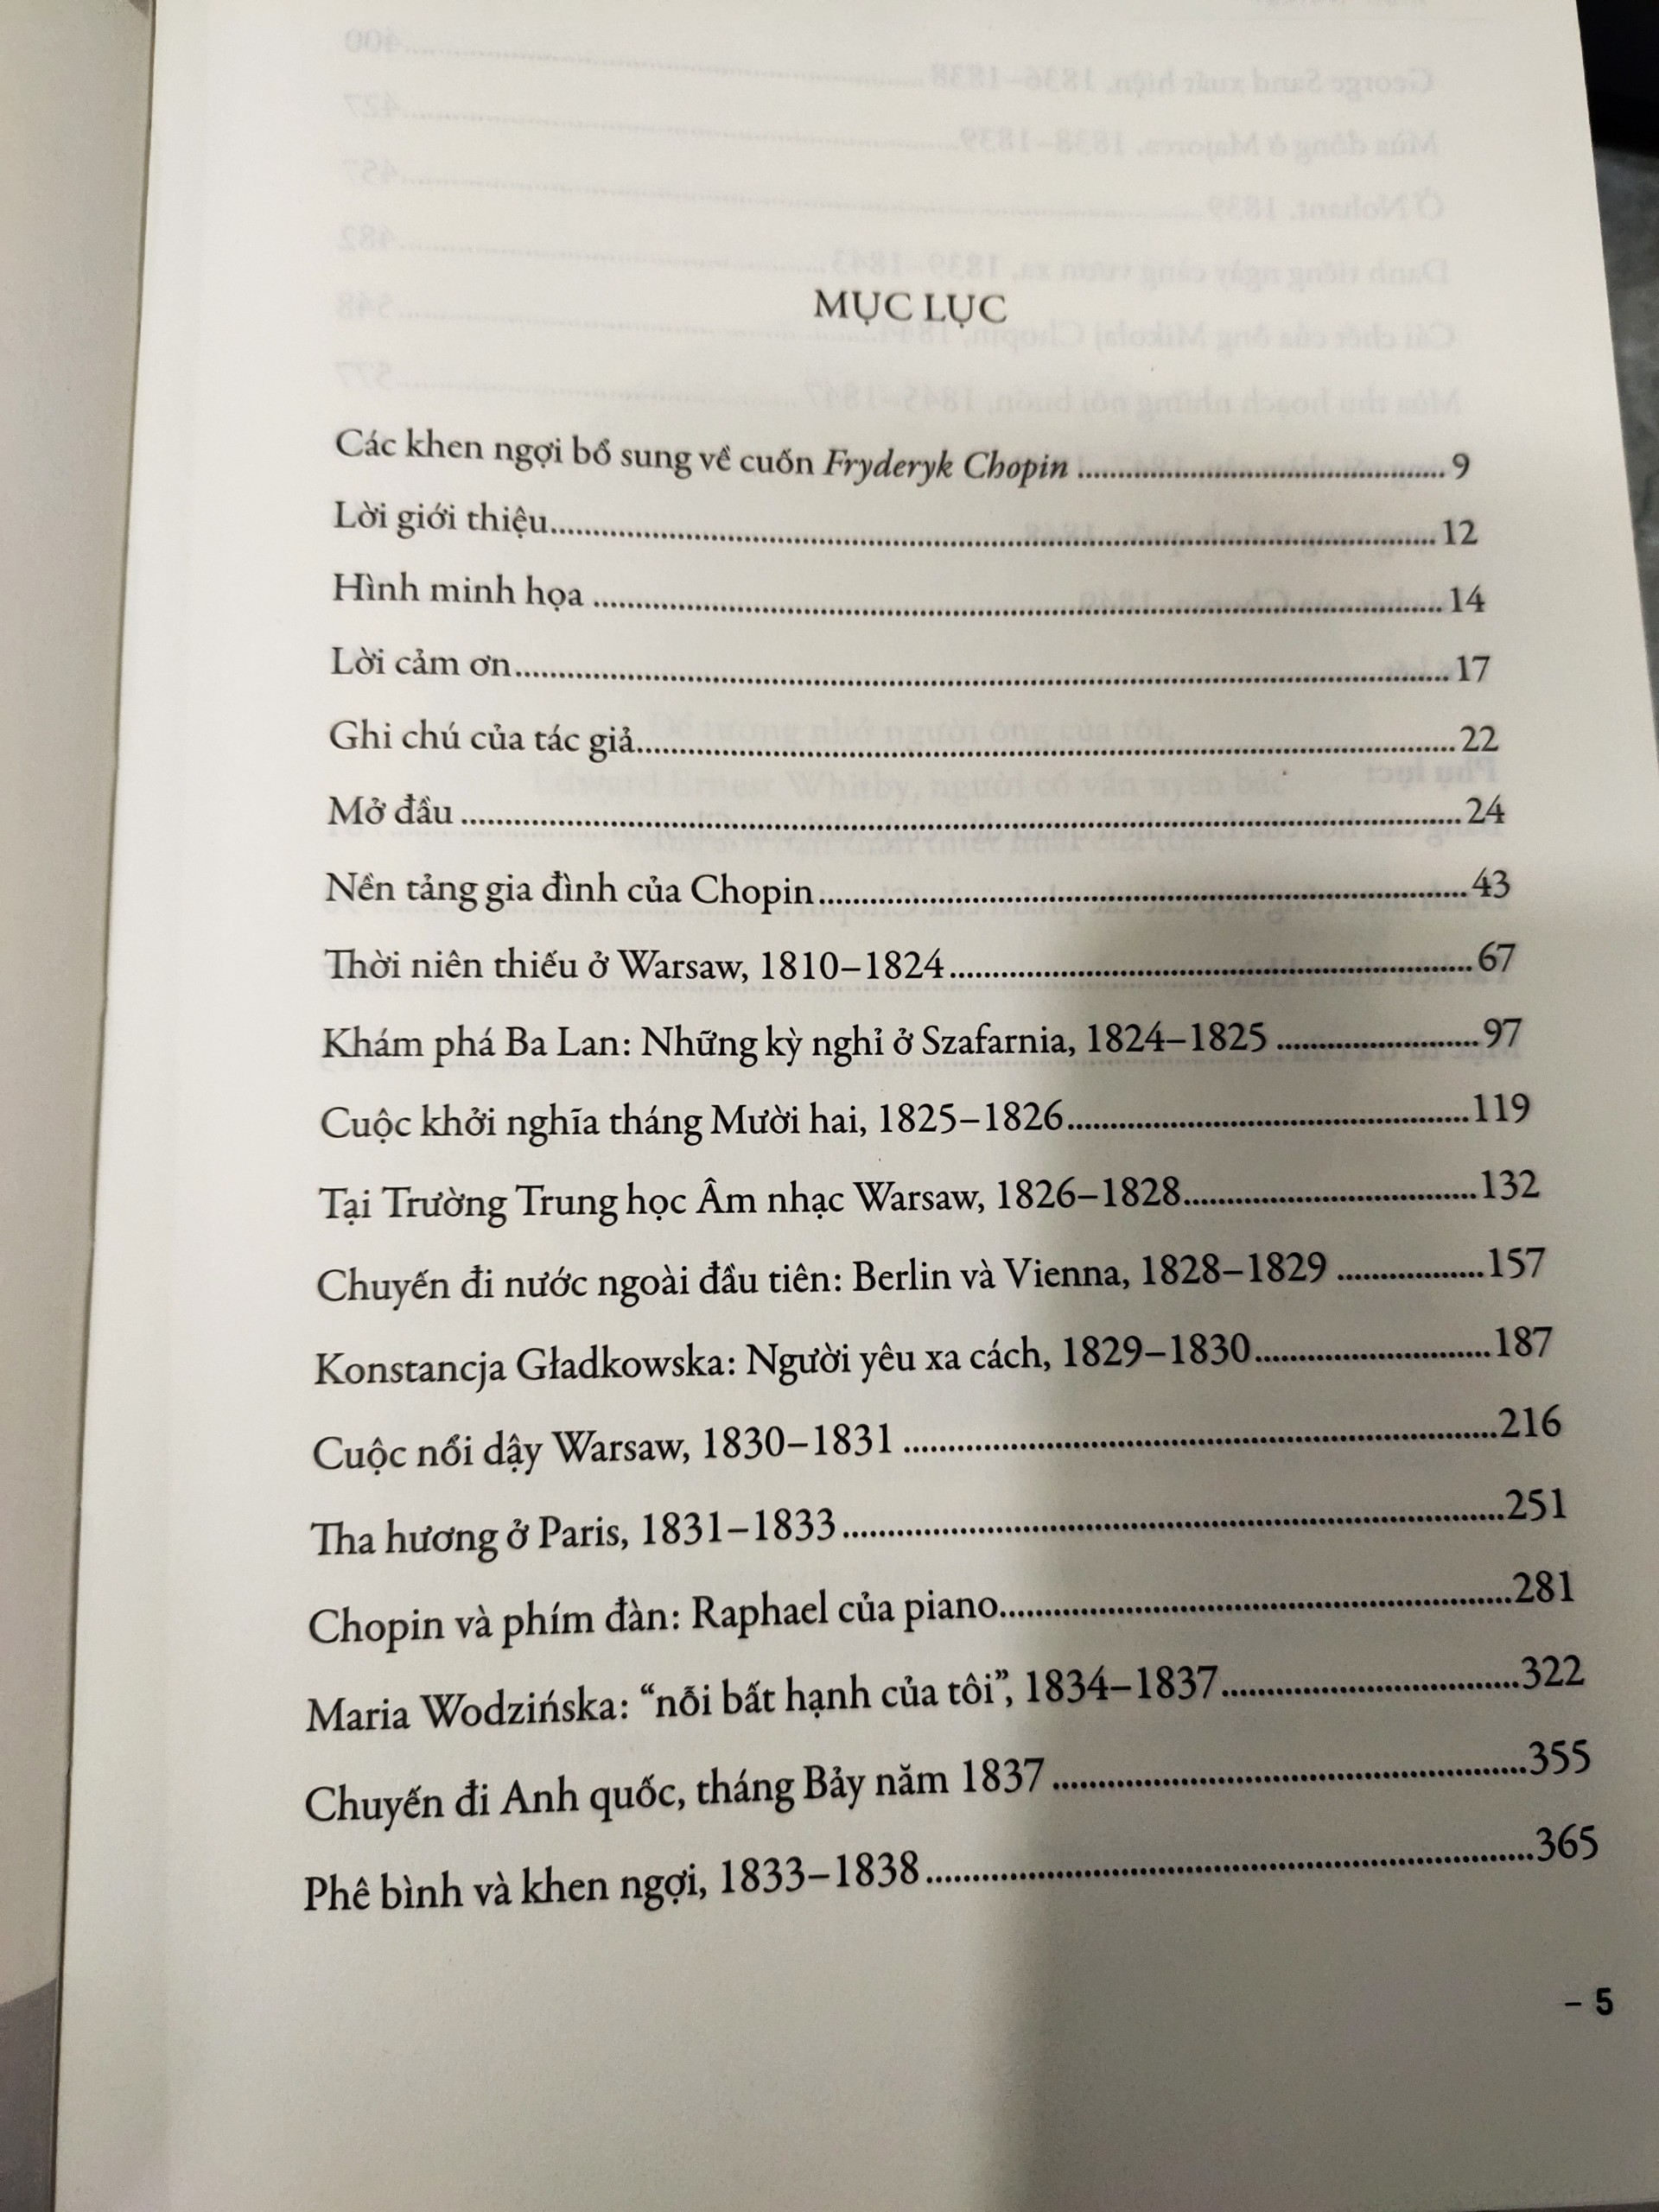 MỤC LỤC
Các khen ngợi bổ sung về cuốn Fryderyk Chopin ........................................ 9
Lời giới thiệu........................................ 12
Hình minh họa ........................................ 14
Lời cảm ơn........................................ 17
Ghi chú của tác giả........................................ 22
Mở đầu ........................................ 24
Nền tảng gia đình của Chopin........................................ 43
Thời niên thiếu ở Warsaw, 1810–1824........................................ 67
Khám phá Ba Lan: Những kỳ nghỉ ở Szafarnia, 1824–1825 ........................................ 97
Cuộc khởi nghĩa tháng Mười hai, 1825–1826........................................ 119
Tại Trường Trung học Âm nhạc Warsaw, 1826–1828........................................ 132
Chuyến đi nước ngoài đầu tiên: Berlin và Vienna, 1828–1829 ........................................ 157
Konstancja Gładkowska: Người yêu xa cách, 1829–1830........................................ 187
Cuộc nổi dậy Warsaw, 1830–1831 ........................................ 216
Tha hương ở Paris, 1831–1833........................................ 251
Chopin và phím đàn: Raphael của piano........................................ 281
Maria Wodzińska: “nỗi bất hạnh của tôi”, 1834–1837........................................ 322
Chuyến đi Anh quốc, tháng Bảy năm 1837 ........................................ 355
Phê bình và khen ngợi, 1833–1838........................................ 365
– 5